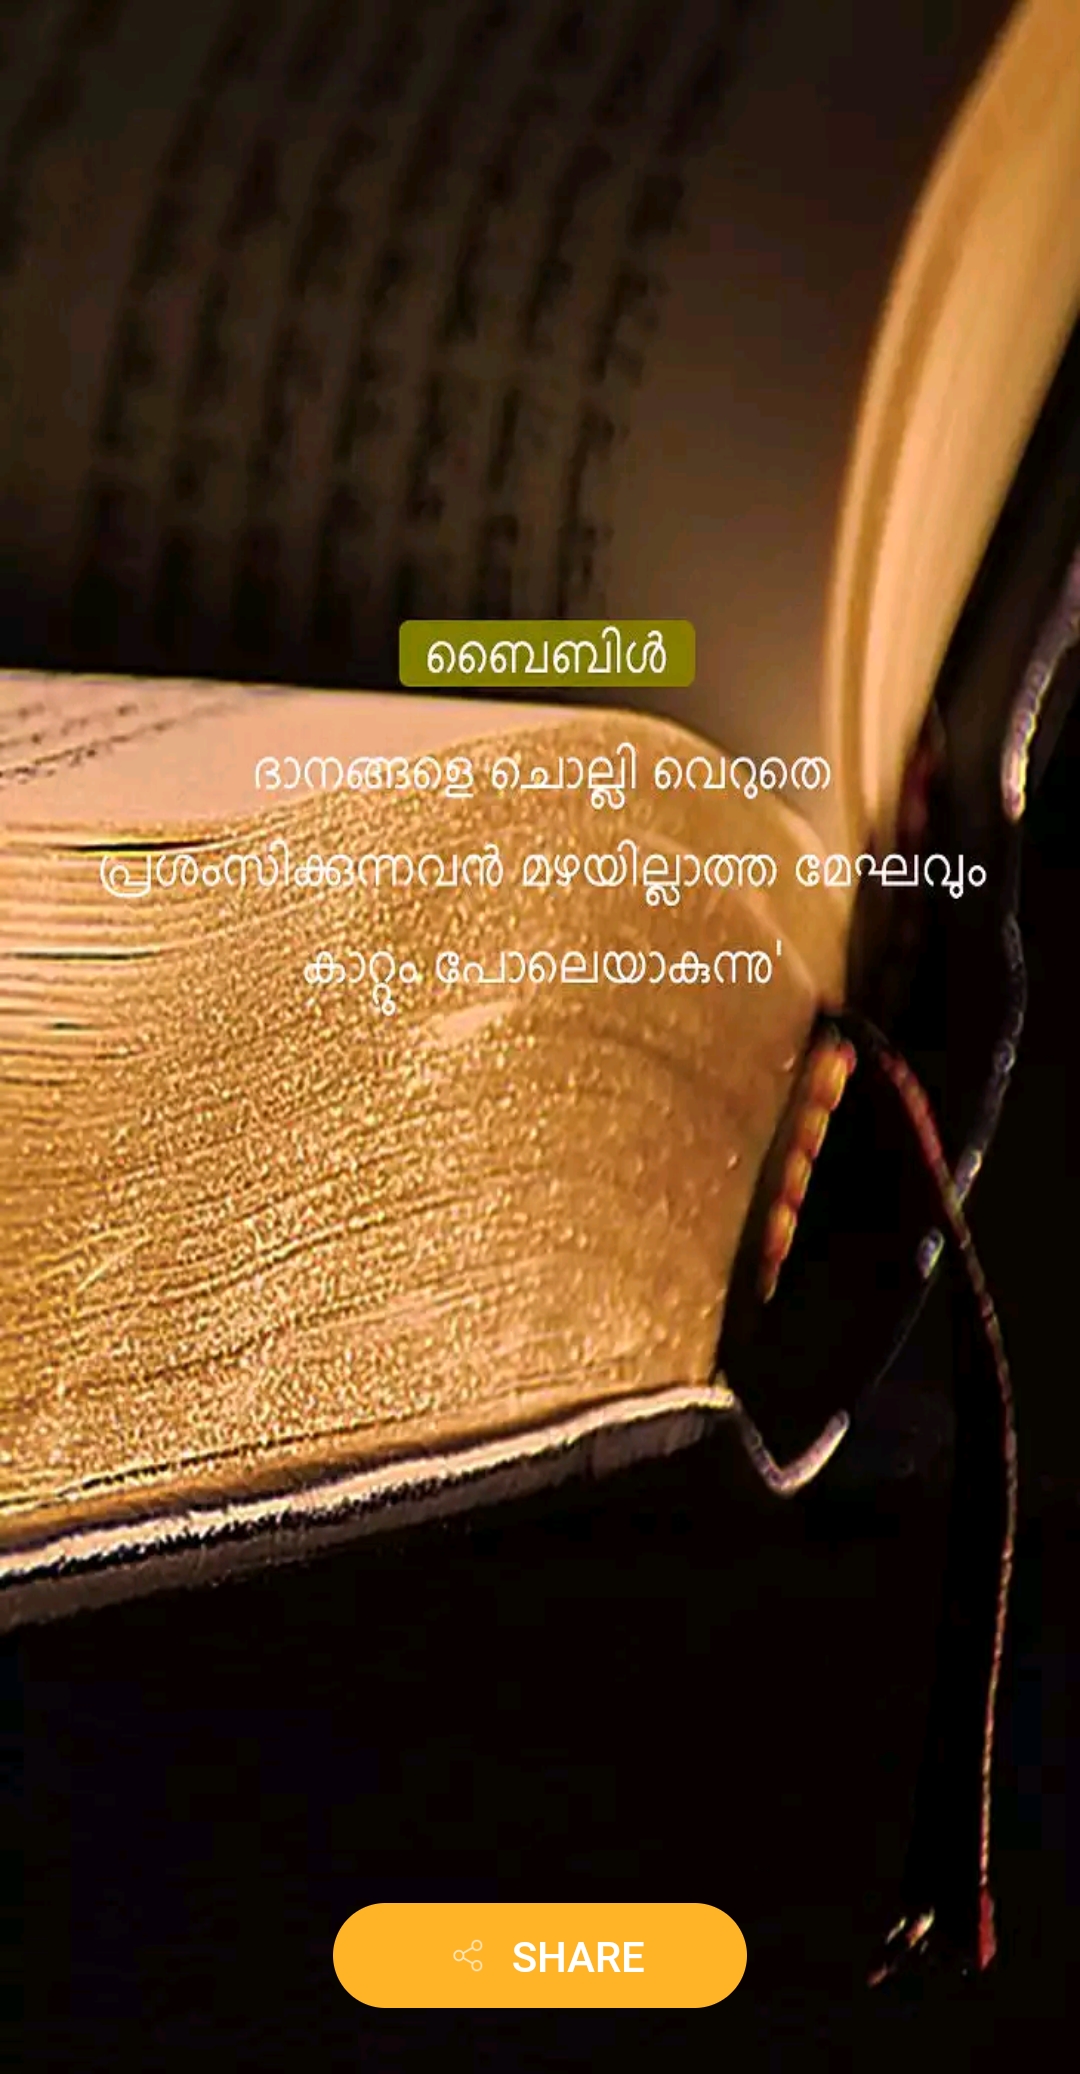 ബൈബിൾ
ദാനങ്ങളെ ചൊല്ലി വെറുതെ
പ്രശംസിക്കുന്നവൻ മഴയില്ലാത്ത മേഘവും
കാറ്റും പോലെയാകുന്നു'
SHARE